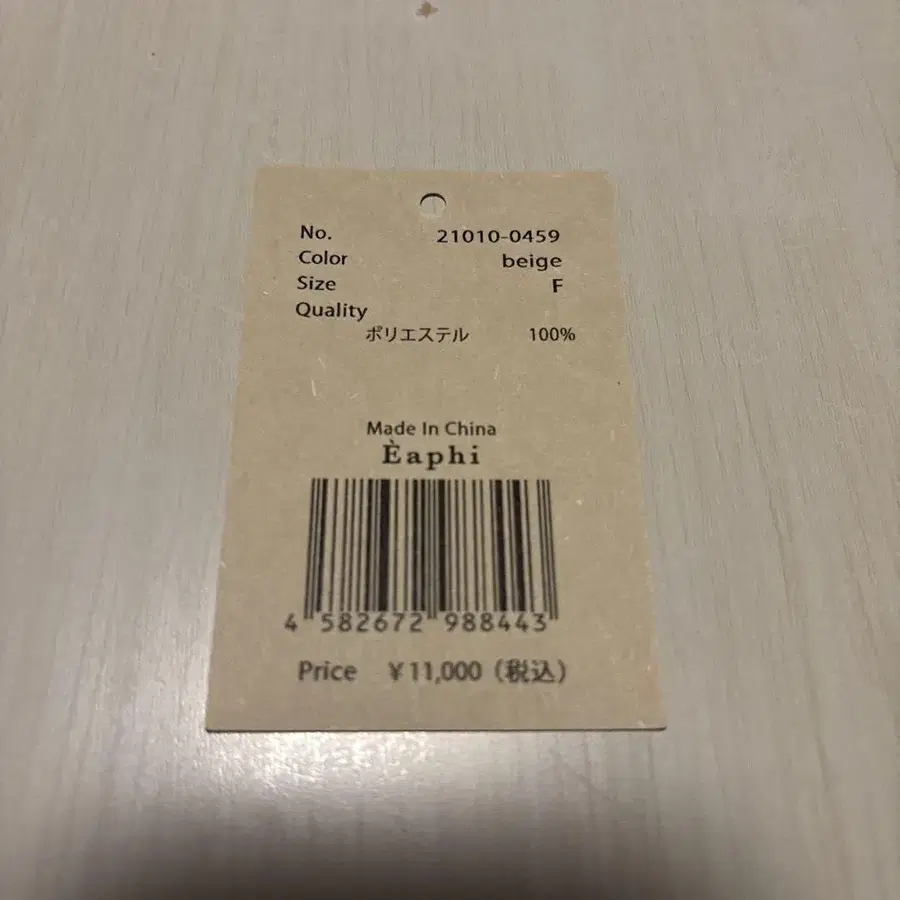 No. 21010-0459
Color beige
Size F
Quality
ポリエステル 100%
Made In China
Èaphi
4 582672 988443
Price ¥11,000（税込）